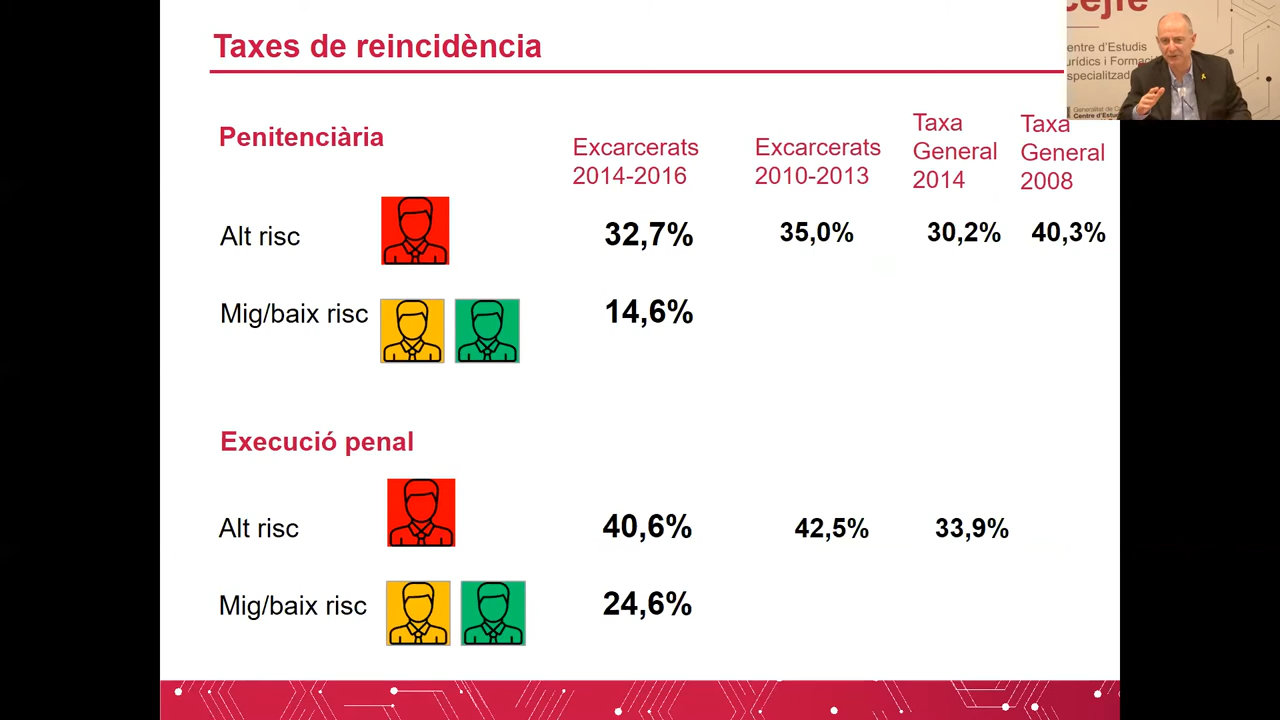 Taxes de reincidència
cejfe
Centre d'Estudis
Jurídics i Formació
Especialitzada
Generalitat de
Centre d'Estu
Penitenciària
Excarcerats
2014-2016
Excarcerats
2010-2013
Taxa
General
2014
Taxa
General
2008
Alt risc
32,7%
35,0%
30,2%
40,3%
Mig/baix risc
14,6%
Execució penal
Alt risc
40,6%
42,5%
33,9%
Mig/baix risc
24,6%